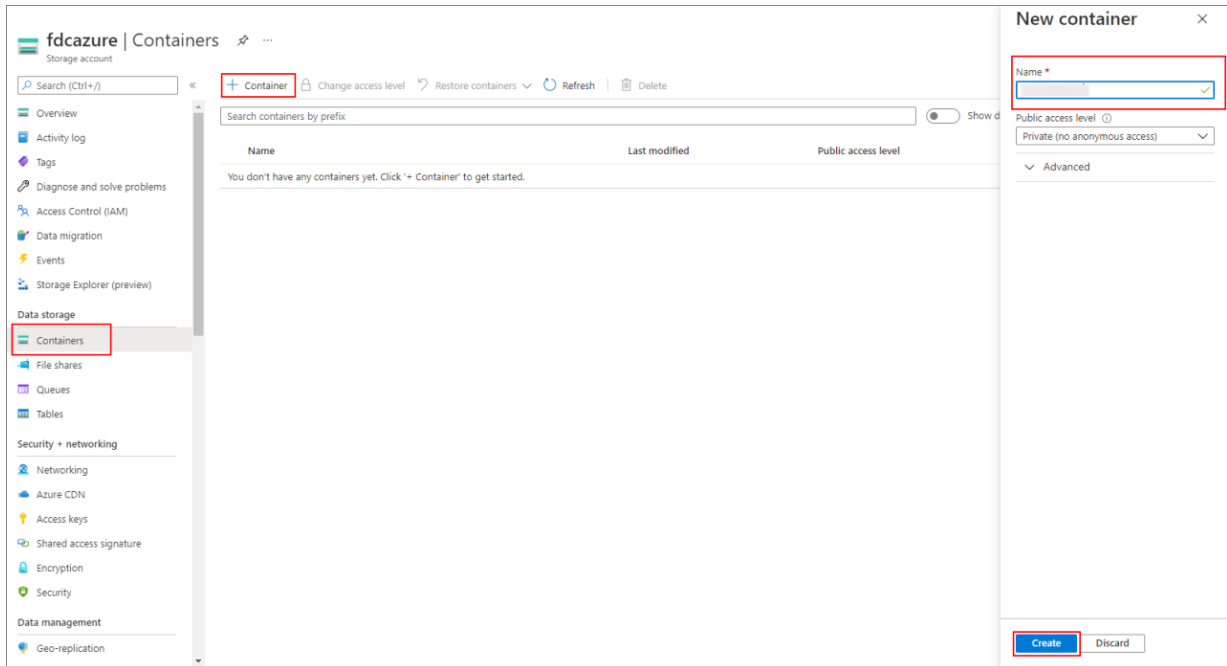 fdcazure | Containers ...
Storage account
Search (Ctrl+/)
«
Overview
Activity log
Tags
Diagnose and solve problems
Access Control (IAM)
Data migration
Events
Storage Explorer (preview)
Data storage
Containers
File shares
Queues
Tables
Security + networking
Networking
Azure CDN
Access keys
Shared access signature
Encryption
Security
Data management
Geo-replication
+ Container Change access level Restore containers Refresh Delete
Search containers by prefix
Show d
Name Last modified Public access level
You don't have any containers yet. Click '+ Container' to get started.
New container
Name *
Public access level
Private (no anonymous access)
Advanced
Create Discard